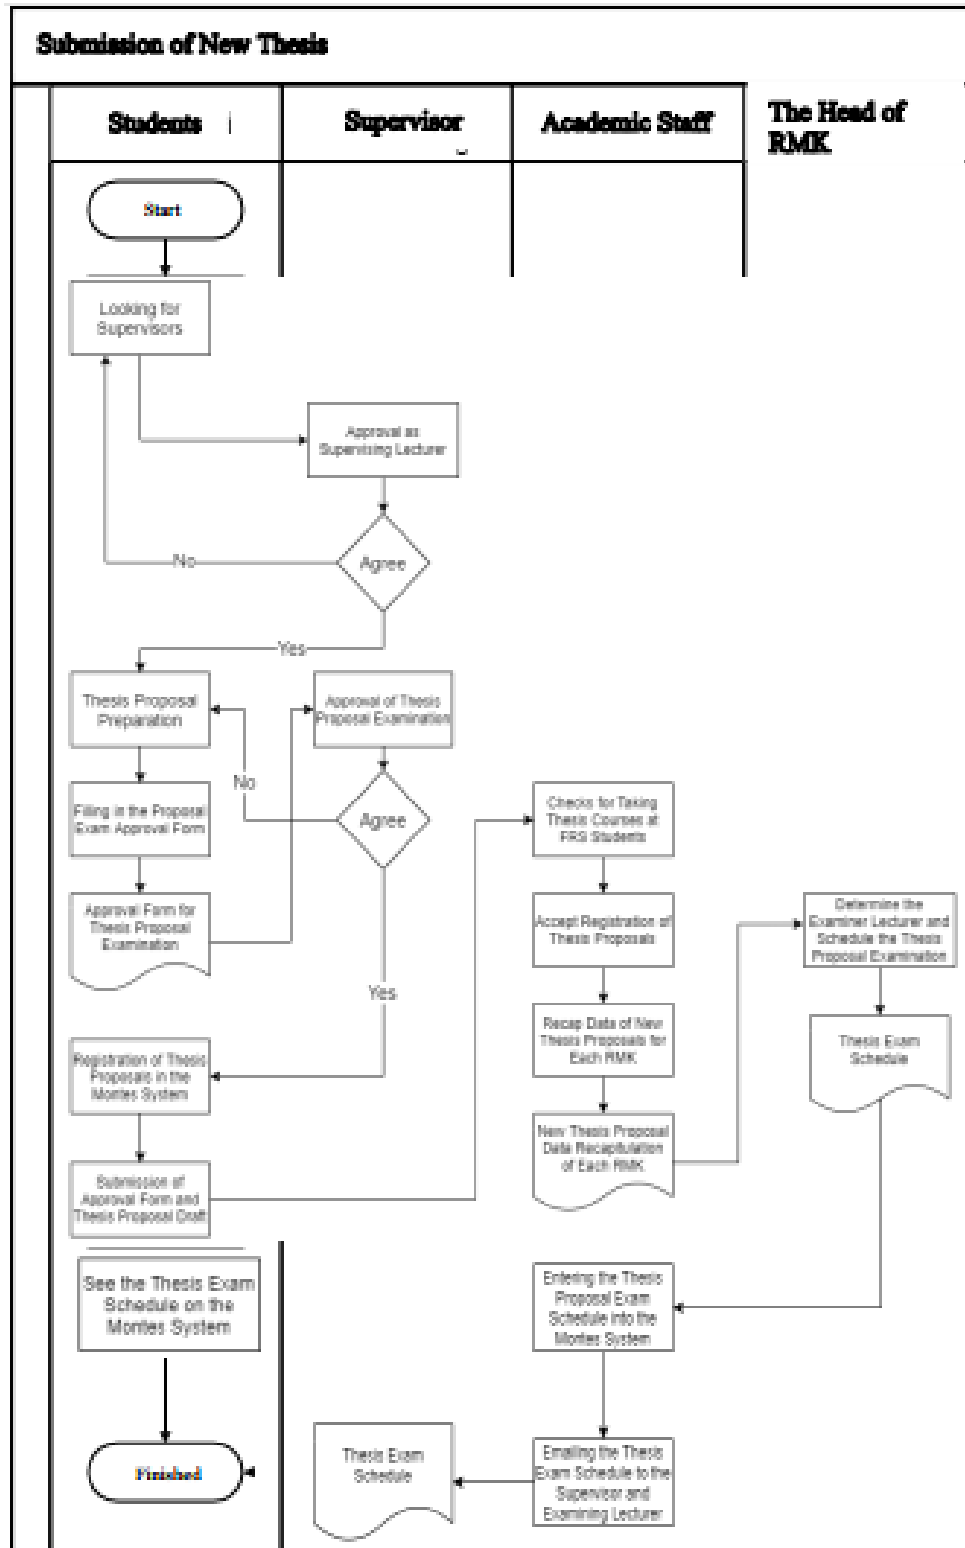 Submission of New Thesis
Students
Supervisor
Academic Staff
The Head of
RMK
Start
Looking for
Supervisors
Approval as
Supervising Lecturer
Agree
No
Yes
Thesis Proposal
Preparation
Approval of Thesis
Proposal Examination
No
Filling in the Proposal
Exam Approval Form
Agree
Checks for Taking
Thesis Courses at
FRS Students
Approval Form for
Thesis Proposal
Examination
Accept Registration of
Thesis Proposals
Determine the
Examiner Lecturer and
Schedule the Thesis
Proposal Examination
Yes
Recap Data of New
Thesis Proposals for
Each RMK
Thesis Exam
Schedule
Registration of Thesis
Proposals in the
Montes System
New Thesis Proposal
Data Recapitulation
of Each RMK
Submission of
Approval Form and
Thesis Proposal Draft
See the Thesis Exam
Schedule on the
Montes System
Entering the Thesis
Proposal Exam
Schedule into the
Montes System
Finished
Thesis Exam
Schedule
Emailing the Thesis
Exam Schedule to the
Supervisor and
Examining Lecturer